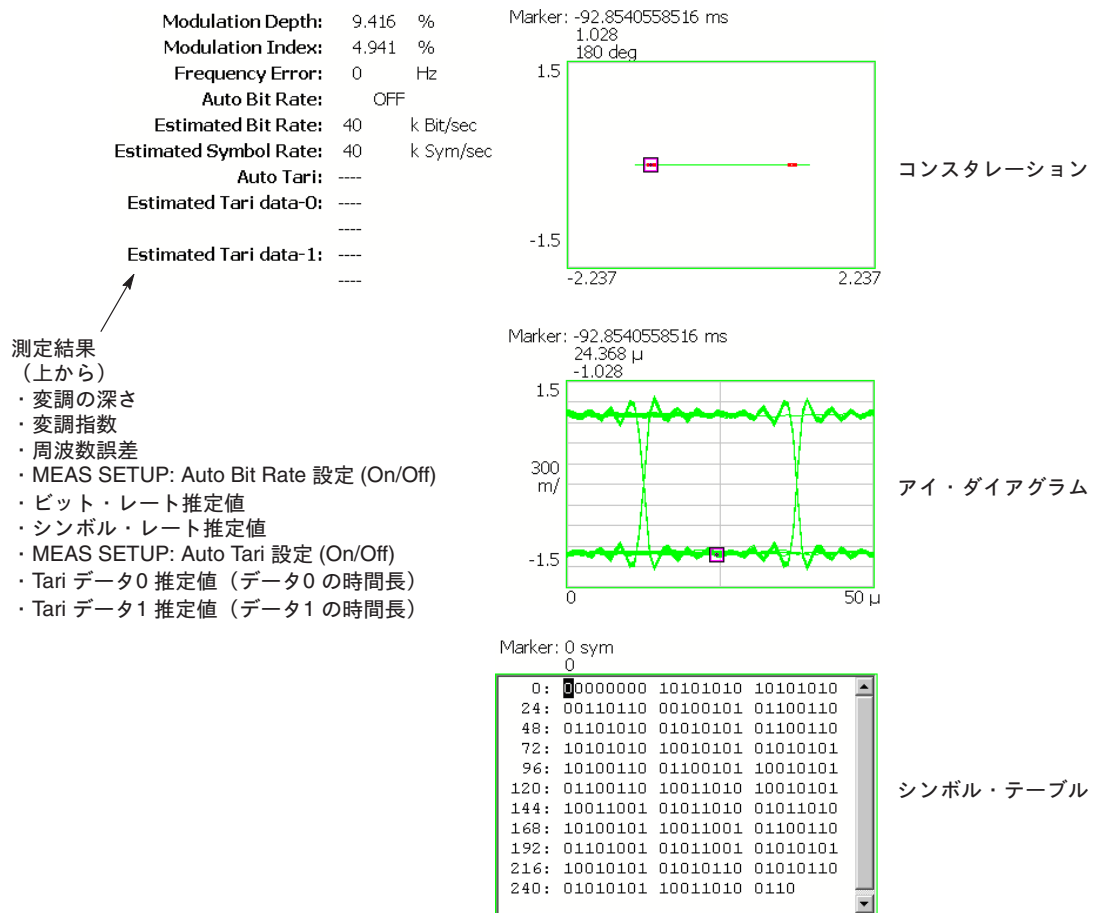 Modulation Depth: 9.416 %
Modulation Index: 4.941 %
Frequency Error: 0 Hz
Auto Bit Rate: OFF
Estimated Bit Rate: 40 k Bit/sec
Estimated Symbol Rate: 40 k Sym/sec
Auto Tari: ----
Estimated Tari data-0: ----
----
Estimated Tari data-1: ----
----
測定結果
（上から）
・変調の深さ
・変調指数
・周波数誤差
・MEAS SETUP: Auto Bit Rate 設定 (On/Off)
・ビット・レート推定値
・シンボル・レート推定値
・MEAS SETUP: Auto Tari 設定 (On/Off)
・Tari データ0 推定値（データ0 の時間長）
・Tari データ1 推定値（データ1 の時間長）
Marker: -92.8540558516 ms
1.028
180 deg
1.5
-1.5
-2.237 2.237
コンスタレーション
Marker: -92.8540558516 ms
24.368 µ
-1.028
1.5
300
m/
-1.5
0 50 µ
アイ・ダイアグラム
Marker: 0 sym
0
0: 00000000 10101010 10101010
24: 00110110 00100101 01100110
48: 01101010 01010101 01100110
72: 10101010 10010101 01010101
96: 10100110 01100101 10010101
120: 01100110 10011010 10010101
144: 10011001 01011010 01011010
168: 10100101 10011001 01100110
192: 01101001 01011001 01010101
216: 10010101 01010110 01010110
240: 01010101 10011010 0110
シンボル・テーブル